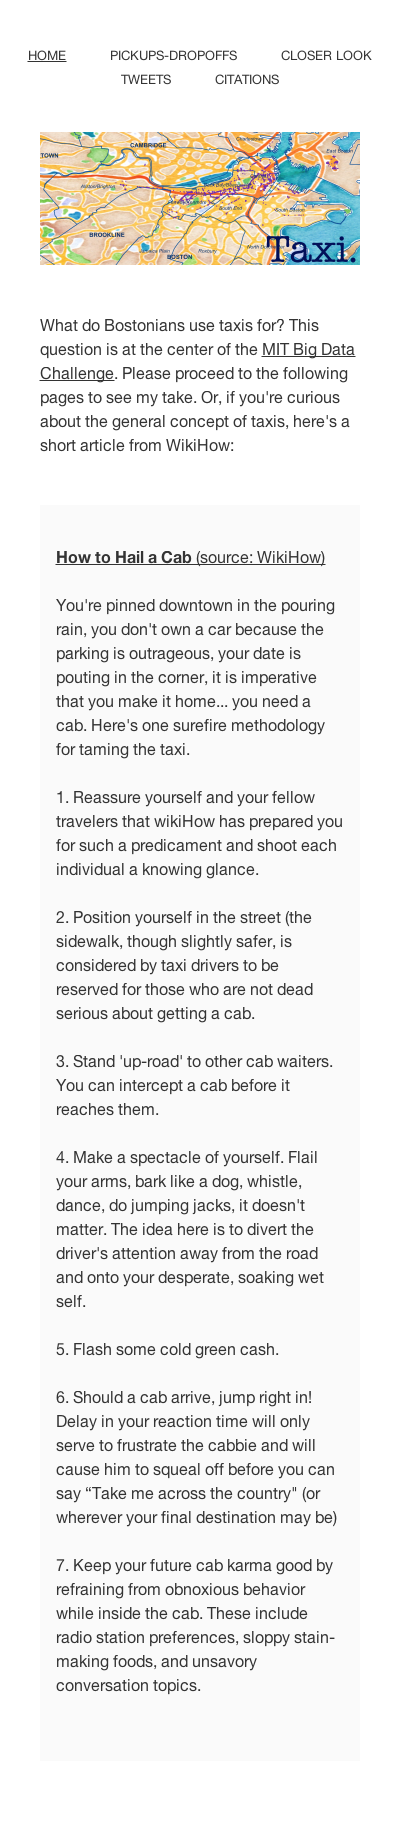 HOME PICKUPS-DROPOFFS CLOSER LOOK
TWEETS CITATIONS
CAMBRIDGE
TOWN
Charlestown
East Boston
BROOKLINE
South End
South Boston
Jamaica Plain
Roxbury
BOSTON
Taxi.
What do Bostonians use taxis for? This
question is at the center of the MIT Big Data
Challenge. Please proceed to the following
pages to see my take. Or, if you're curious
about the general concept of taxis, here's a
short article from WikiHow:
How to Hail a Cab (source: WikiHow)
You're pinned downtown in the pouring
rain, you don't own a car because the
parking is outrageous, your date is
pouting in the corner, it is imperative
that you make it home... you need a
cab. Here's one surefire methodology
for taming the taxi.
1. Reassure yourself and your fellow
travelers that wikiHow has prepared you
for such a predicament and shoot each
individual a knowing glance.
2. Position yourself in the street (the
sidewalk, though slightly safer, is
considered by taxi drivers to be
reserved for those who are not dead
serious about getting a cab.
3. Stand 'up-road' to other cab waiters.
You can intercept a cab before it
reaches them.
4. Make a spectacle of yourself. Flail
your arms, bark like a dog, whistle,
dance, do jumping jacks, it doesn't
matter. The idea here is to divert the
driver's attention away from the road
and onto your desperate, soaking wet
self.
5. Flash some cold green cash.
6. Should a cab arrive, jump right in!
Delay in your reaction time will only
serve to frustrate the cabbie and will
cause him to squeal off before you can
say “Take me across the country" (or
wherever your final destination may be)
7. Keep your future cab karma good by
refraining from obnoxious behavior
while inside the cab. These include
radio station preferences, sloppy stain-
making foods, and unsavory
conversation topics.